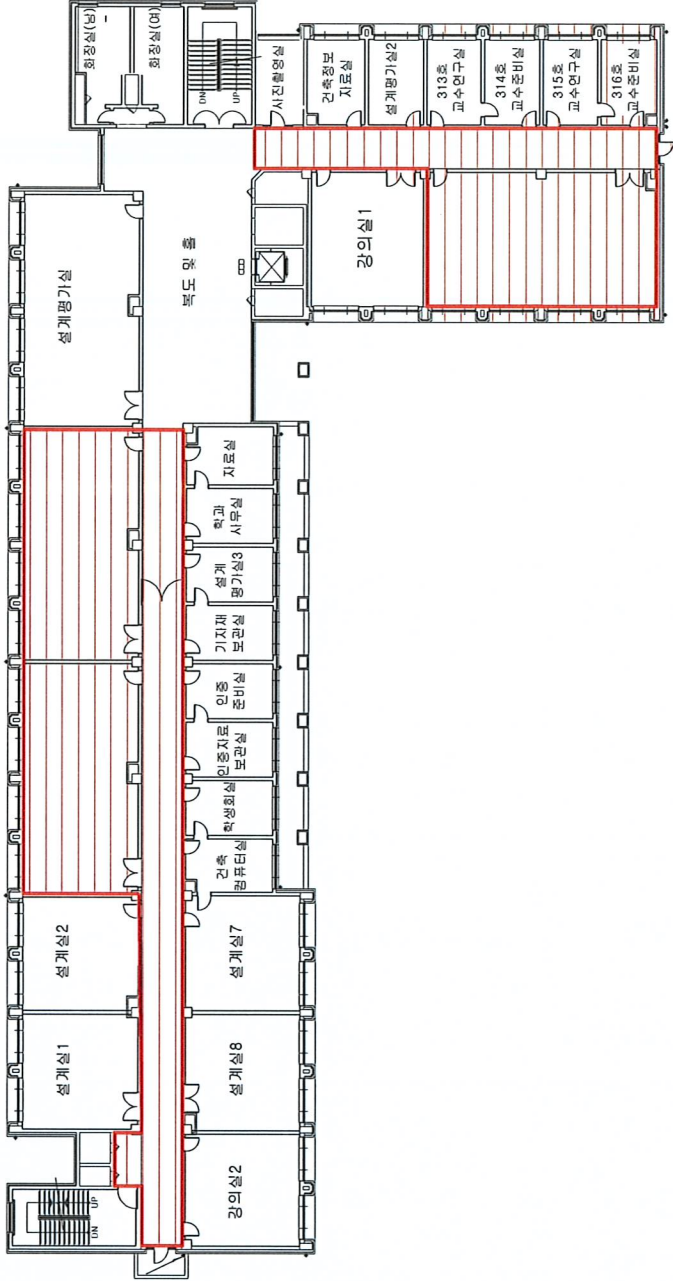 화장실(남)
화장실(여)
DN
UP
사진촬영실
건축정보
자료실
설계평가실2
313호
교수연구실
314호
교수준비실
315호
교수연구실
316호
교수준비실
강의실1
복도 및 홀
설계평가실
자료실
학과
사무실
설계
평가실3
기자재
보관실
인증
준비실
인증자료
보관실
학생회실
건축
컴퓨터실
설계실2
설계실7
설계실1
설계실8
강의실2
DN
UP